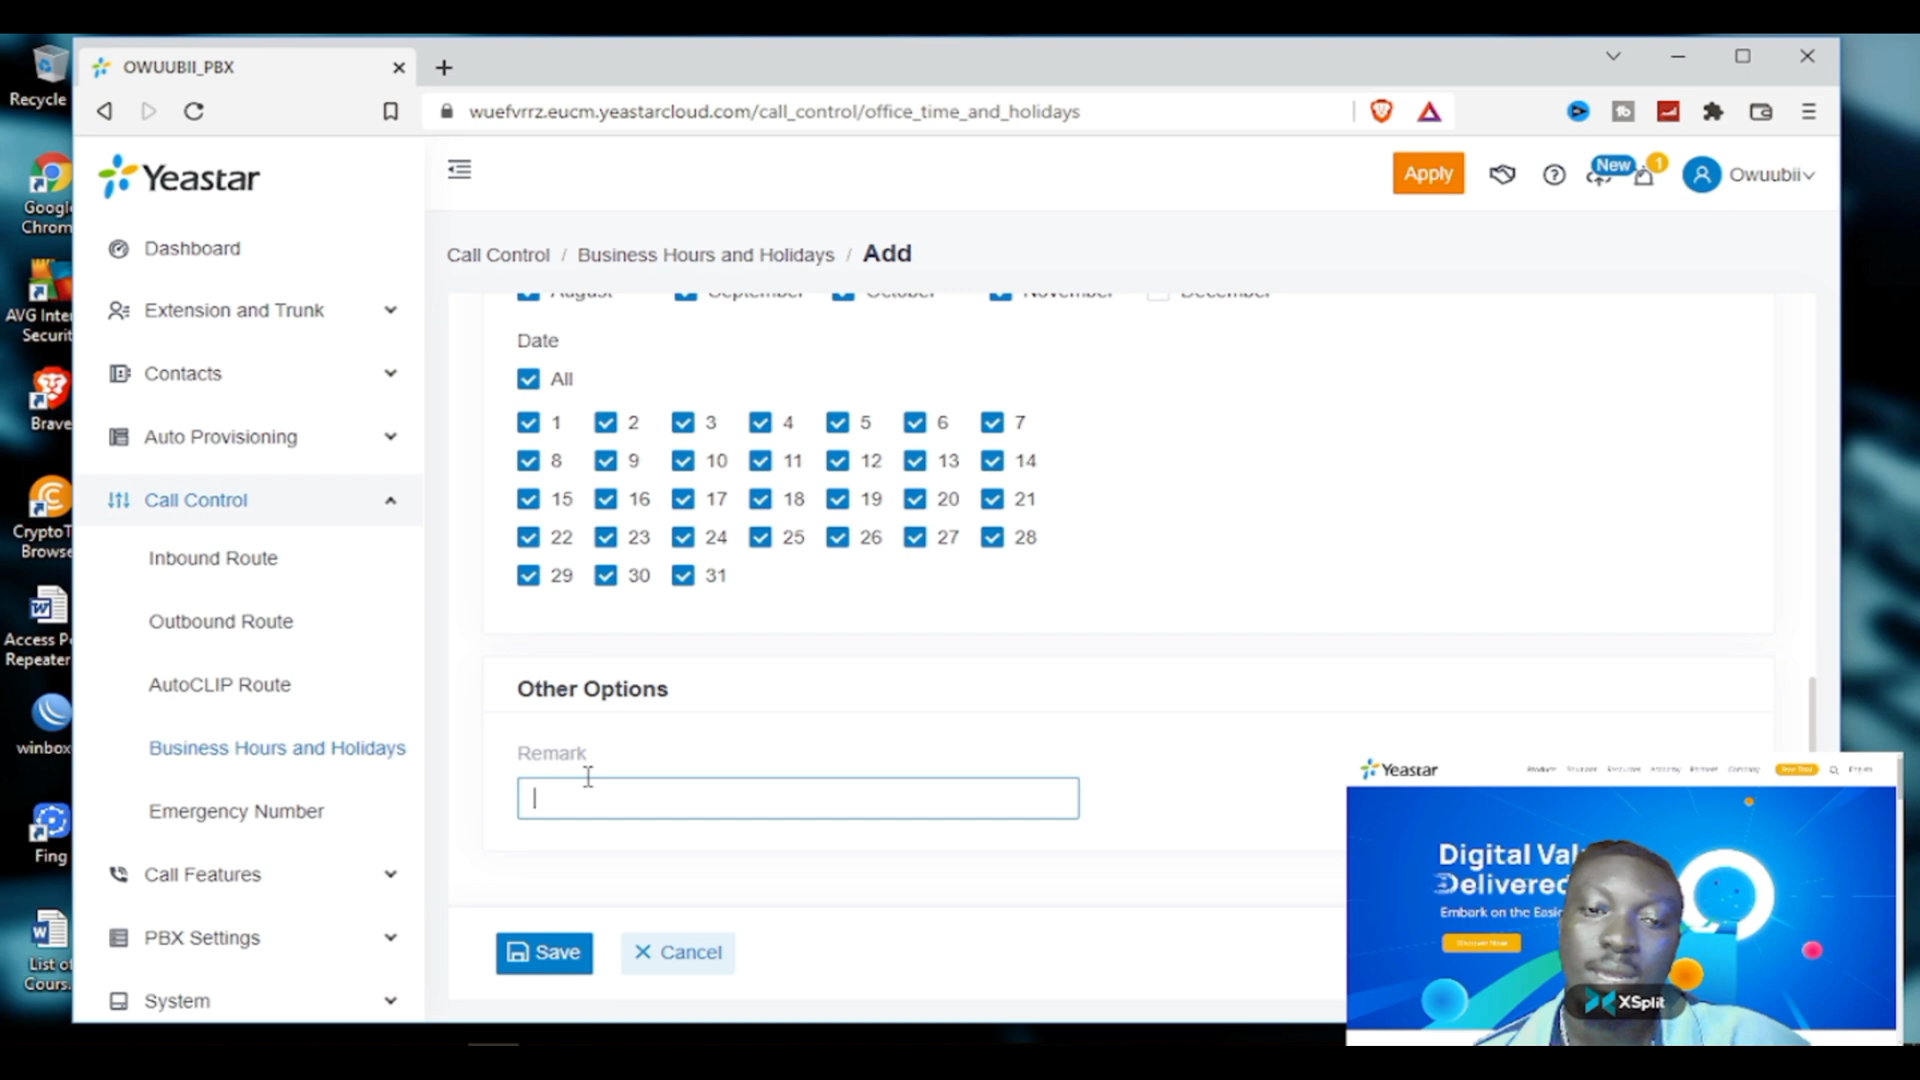 OWUUBII_PBX
wuefvrrz.eucm.yeastarcloud.com/call_control/office_time_and_holidays
Recycle
Google
Chrom
AVG Inter
Securit
Brave
CryptoT
Browse
Access P
Repeater
winbox
Fing
List of
Cours...
Yeastar
Dashboard
Extension and Trunk
Contacts
Auto Provisioning
Call Control
Inbound Route
Outbound Route
AutoCLIP Route
Business Hours and Holidays
Emergency Number
Call Features
PBX Settings
System
Apply
New
1
Owuubii
Call Control / Business Hours and Holidays / Add
August September October November December
Date
All
1 2 3 4 5 6 7
8 9 10 11 12 13 14
15 16 17 18 19 20 21
22 23 24 25 26 27 28
29 30 31
Other Options
Remark
Save
Cancel
Yeastar
Digital Val
Delivered
Embark on the Easie
XSplit